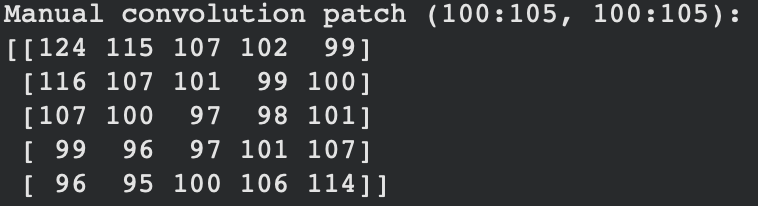 Manual convolution patch (100:105, 100:105):
[[124 115 107 102  99]
 [116 107 101  99 100]
 [107 100  97  98 101]
 [ 99  96  97 101 107]
 [ 96  95 100 106 114]]